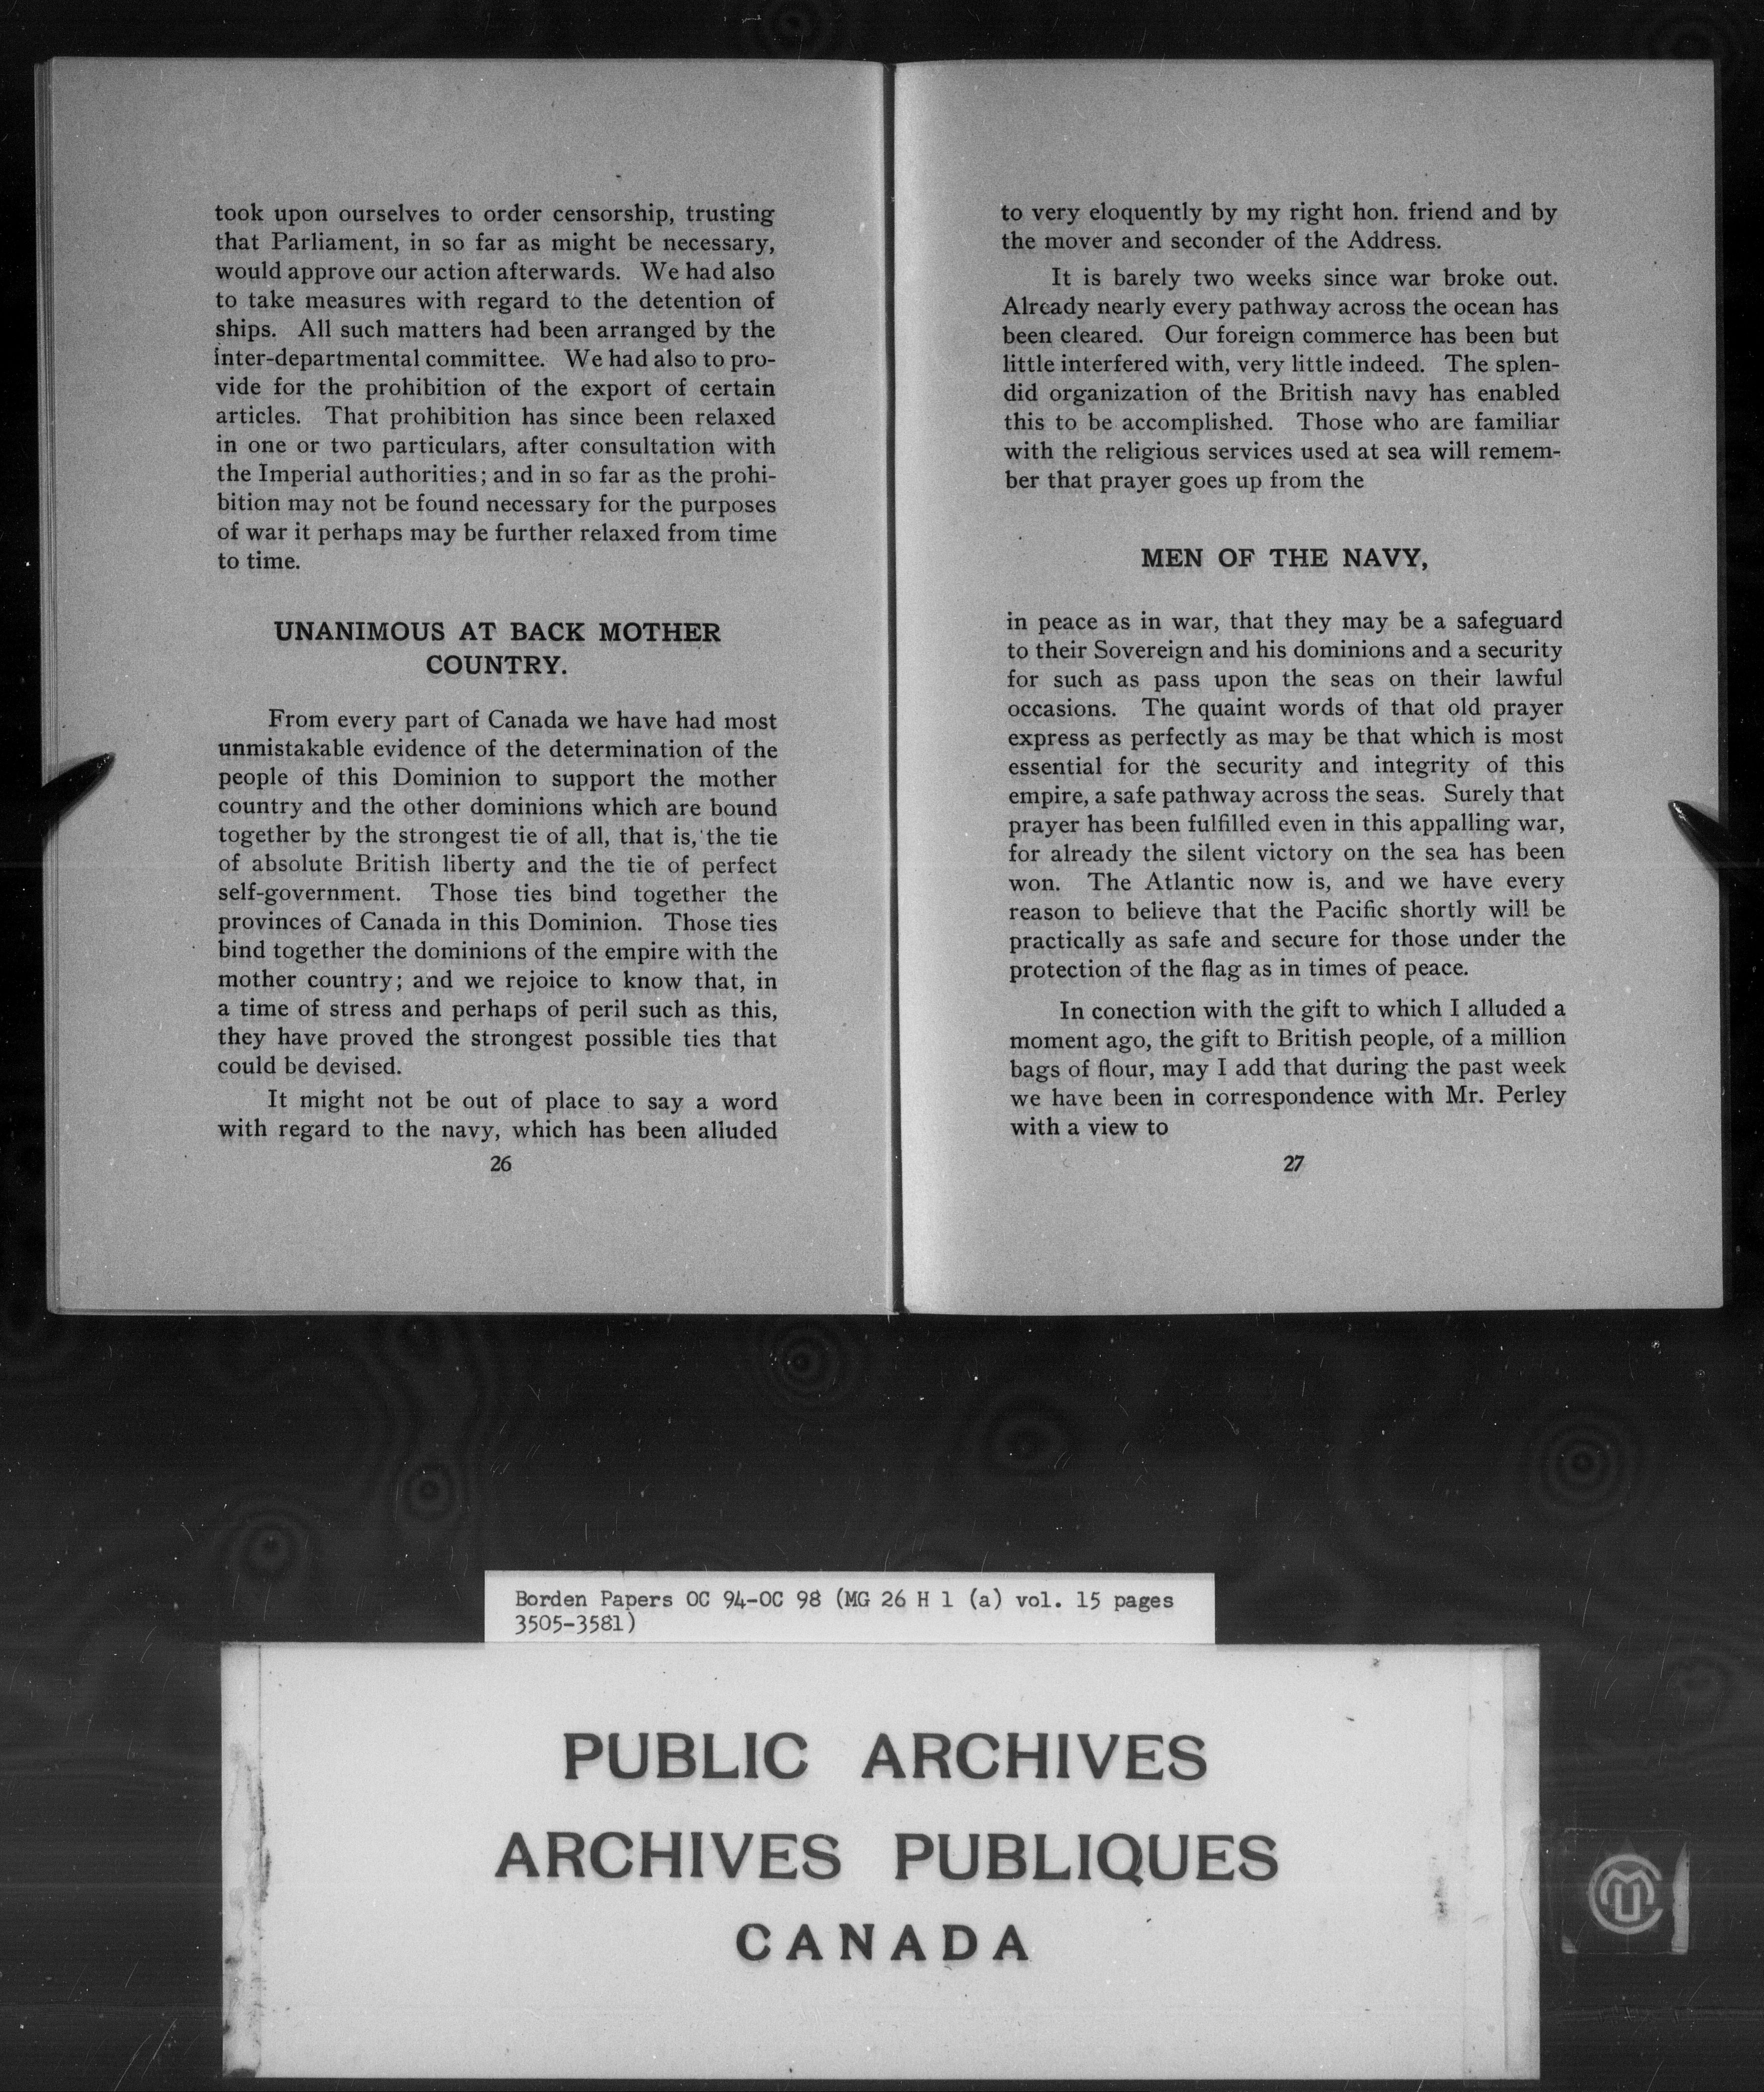 took upon ourselves to order censorship, trusting
that Parliament, in so far as might be necessary,
would approve our action afterwards. We had also
to take measures with regard to the detention of
ships. All such matters had been arranged by the
inter-departmental committee. We had also to pro-
vide for the prohibition of the export of certain
articles. That prohibition has since been relaxed
in one or two particulars, after consultation with
the Imperial authorities; and in so far as the prohi-
bition may not be found necessary for the purposes
of war it perhaps may be further relaxed from time
to time.
UNANIMOUS AT BACK MOTHER
COUNTRY.
From every part of Canada we have had most
unmistakable evidence of the determination of the
people of this Dominion to support the mother
country and the other dominions which are bound
together by the strongest tie of all, that is, the tie
of absolute British liberty and the tie of perfect
self-government. Those ties bind together the
provinces of Canada in this Dominion. Those ties
bind together the dominions of the empire with the
mother country; and we rejoice to know that, in
a time of stress and perhaps of peril such as this,
they have proved the strongest possible ties that
could be devised.
It might not be out of place to say a word
with regard to the navy, which has been alluded
26
to very eloquently by my right hon. friend and by
the mover and seconder of the Address.
It is barely two weeks since war broke out.
Already nearly every pathway across the ocean has
been cleared. Our foreign commerce has been but
little interfered with, very little indeed. The splen-
did organization of the British navy has enabled
this to be accomplished. Those who are familiar
with the religious services used at sea will remem-
ber that prayer goes up from the
MEN OF THE NAVY,
in peace as in war, that they may be a safeguard
to their Sovereign and his dominions and a security
for such as pass upon the seas on their lawful
occasions. The quaint words of that old prayer
express as perfectly as may be that which is most
essential for the security and integrity of this
empire, a safe pathway across the seas. Surely that
prayer has been fulfilled even in this appalling war,
for already the silent victory on the sea has been
won. The Atlantic now is, and we have every
reason to believe that the Pacific shortly will be
practically as safe and secure for those under the
protection of the flag as in times of peace.
In conection with the gift to which I alluded a
moment ago, the gift to British people, of a million
bags of flour, may I add that during the past week
we have been in correspondence with Mr. Perley
with a view to
27
Borden Papers OC 94-OC 98 (MG 26 H 1 (a) vol. 15 pages
3505-3581)
PUBLIC ARCHIVES
ARCHIVES PUBLIQUES
CANADA